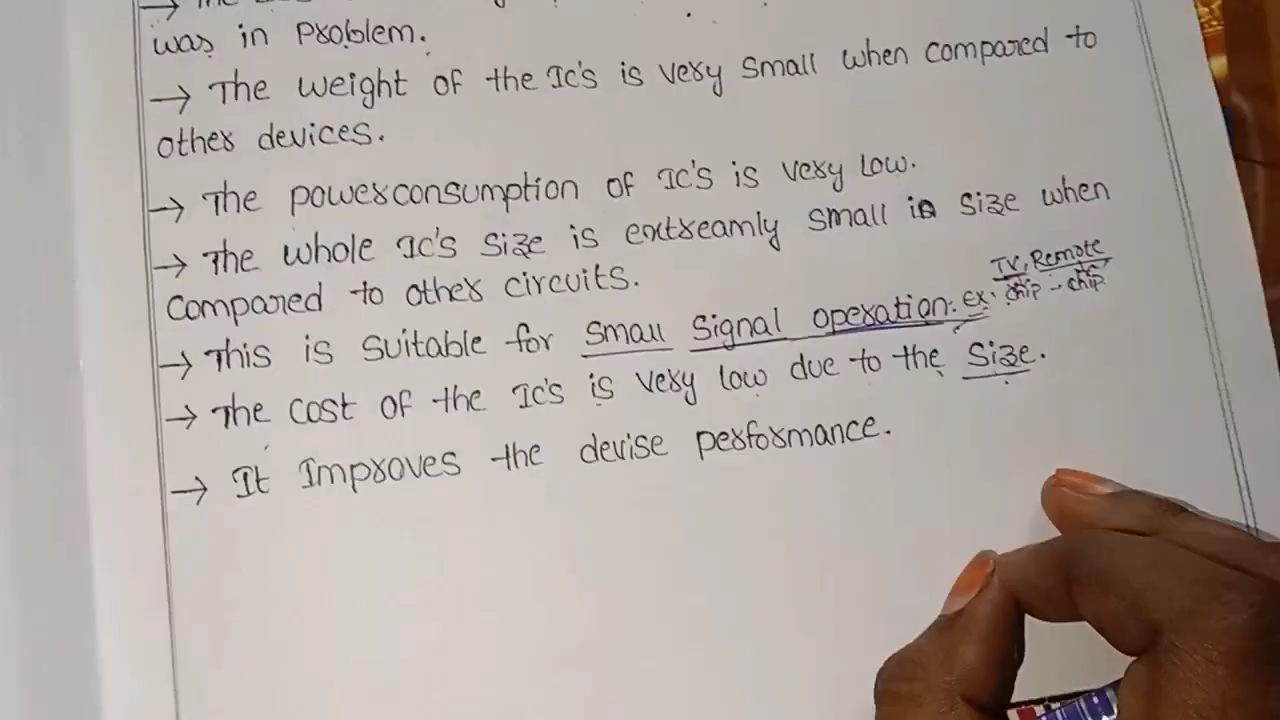 was in Problem.
→ The weight of the Ic's is very small when compared to
other devices.
→ The powerconsumption of Ic's is very low.
→ The whole Ic's size is extreamly small in size when
compared to other circuits.
TV, Remote
chip - chip
→ This is suitable for small signal operation. ex:
→ The cost of the Ic's is very low due to the size.
→ It Improves the devise performance.